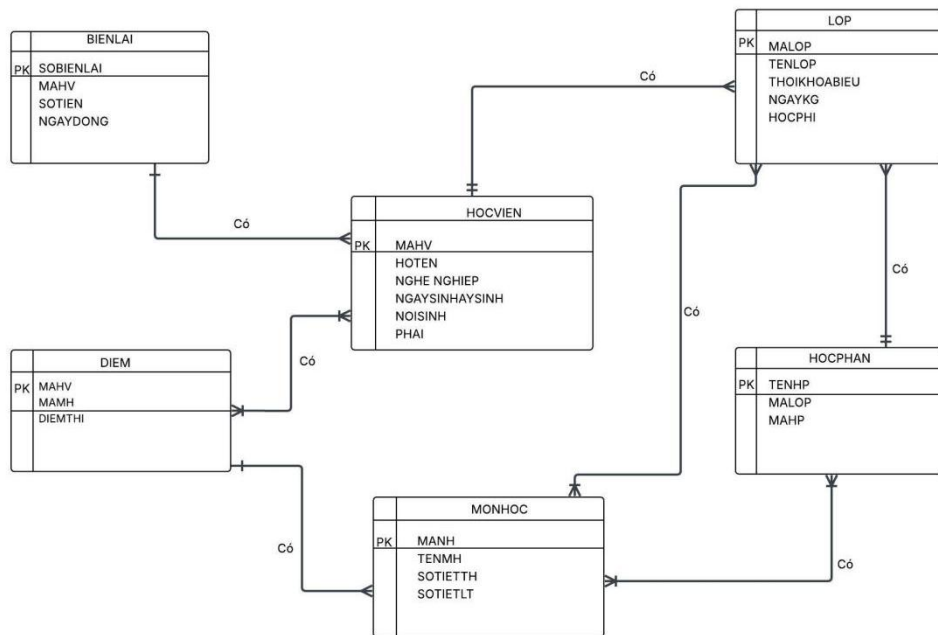 BIENLAI
PK SOBIENLAI
MAHV
SOTIEN
NGAYDONG
LOP
PK MALOP
TENLOP
THOIKHOABIEU
NGAYKG
HOCPHI
Có
Có
HOCVIEN
PK MAHV
HOTEN
NGHE NGHIEP
NGAYSINHAYSINH
NOISINH
PHAI
Có
Có
Có
DIEM
PK MAHV
MAMH
DIEMTHI
HOCPHAN
PK TENHP
MALOP
MAHP
MONHOC
PK MANH
TENMH
SOTIETTH
SOTIETLT
Có
Có